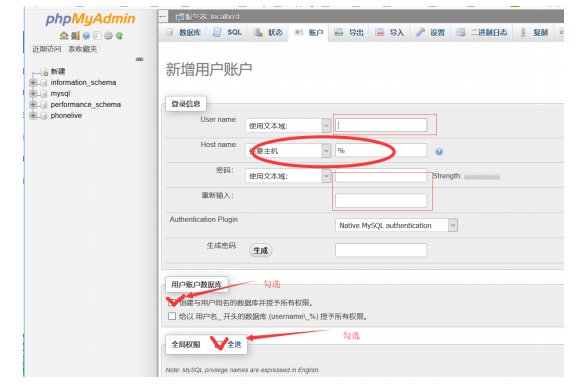 phpMyAdmin
近期访问 表收藏夹
新建
information_schema
mysql
performance_schema
phonelive
服务器: localhost
数据库 SQL 状态 账户 导出 导入 设置 二进制日志 复制
新增用户账户
登录信息
User name: 使用文本域:
Host name: 任意主机 %
密码: 使用文本域: Strength:
重新输入:
Authentication Plugin Native MySQL authentication
生成密码: 生成
用户账户数据库 勾选
创建与用户同名的数据库并授予所有权限。
给以 用户名_ 开头的数据库 (username\_%) 授予所有权限。
勾选
全局权限 全选
Note: MySQL privilege names are expressed in English.